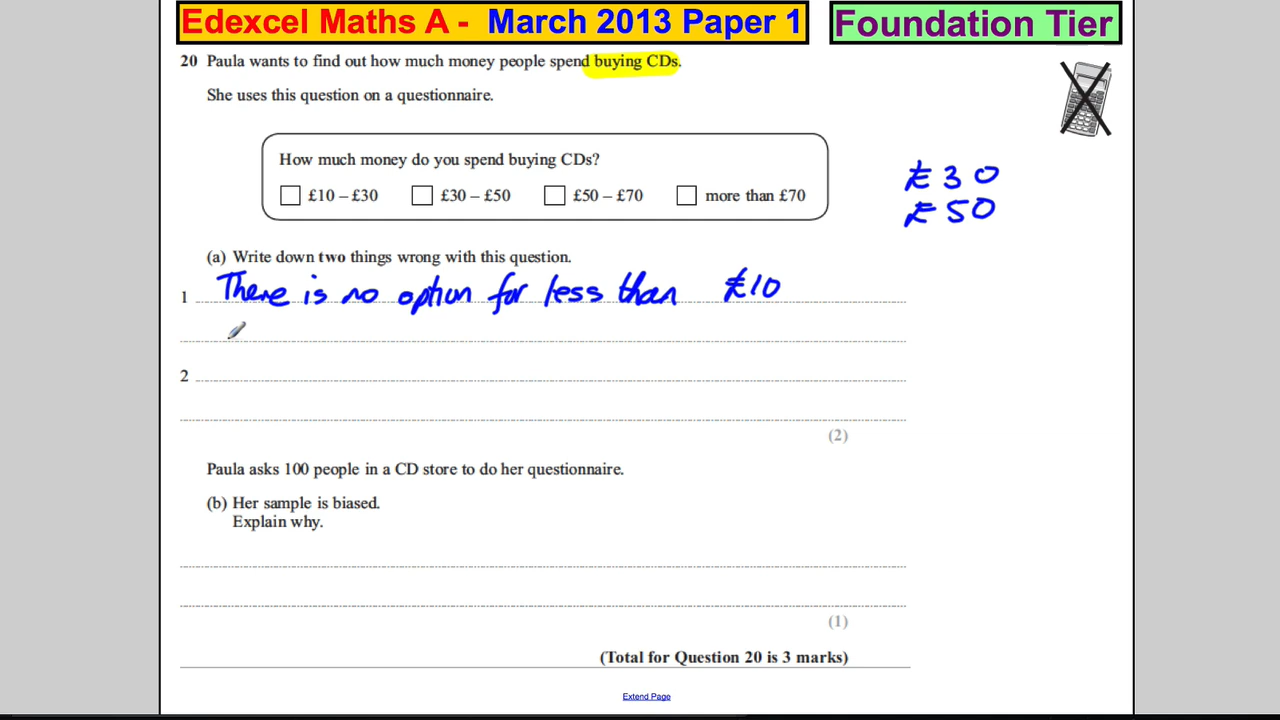 Edexcel Maths A - March 2013 Paper 1
Foundation Tier
20 Paula wants to find out how much money people spend buying CDs.
She uses this question on a questionnaire.
How much money do you spend buying CDs?
£10 – £30 £30 – £50 £50 – £70 more than £70
£30
£50
(a) Write down two things wrong with this question.
1 There is no option for less than £10
2
(2)
Paula asks 100 people in a CD store to do her questionnaire.
(b) Her sample is biased.
Explain why.
(1)
(Total for Question 20 is 3 marks)
Extend Page